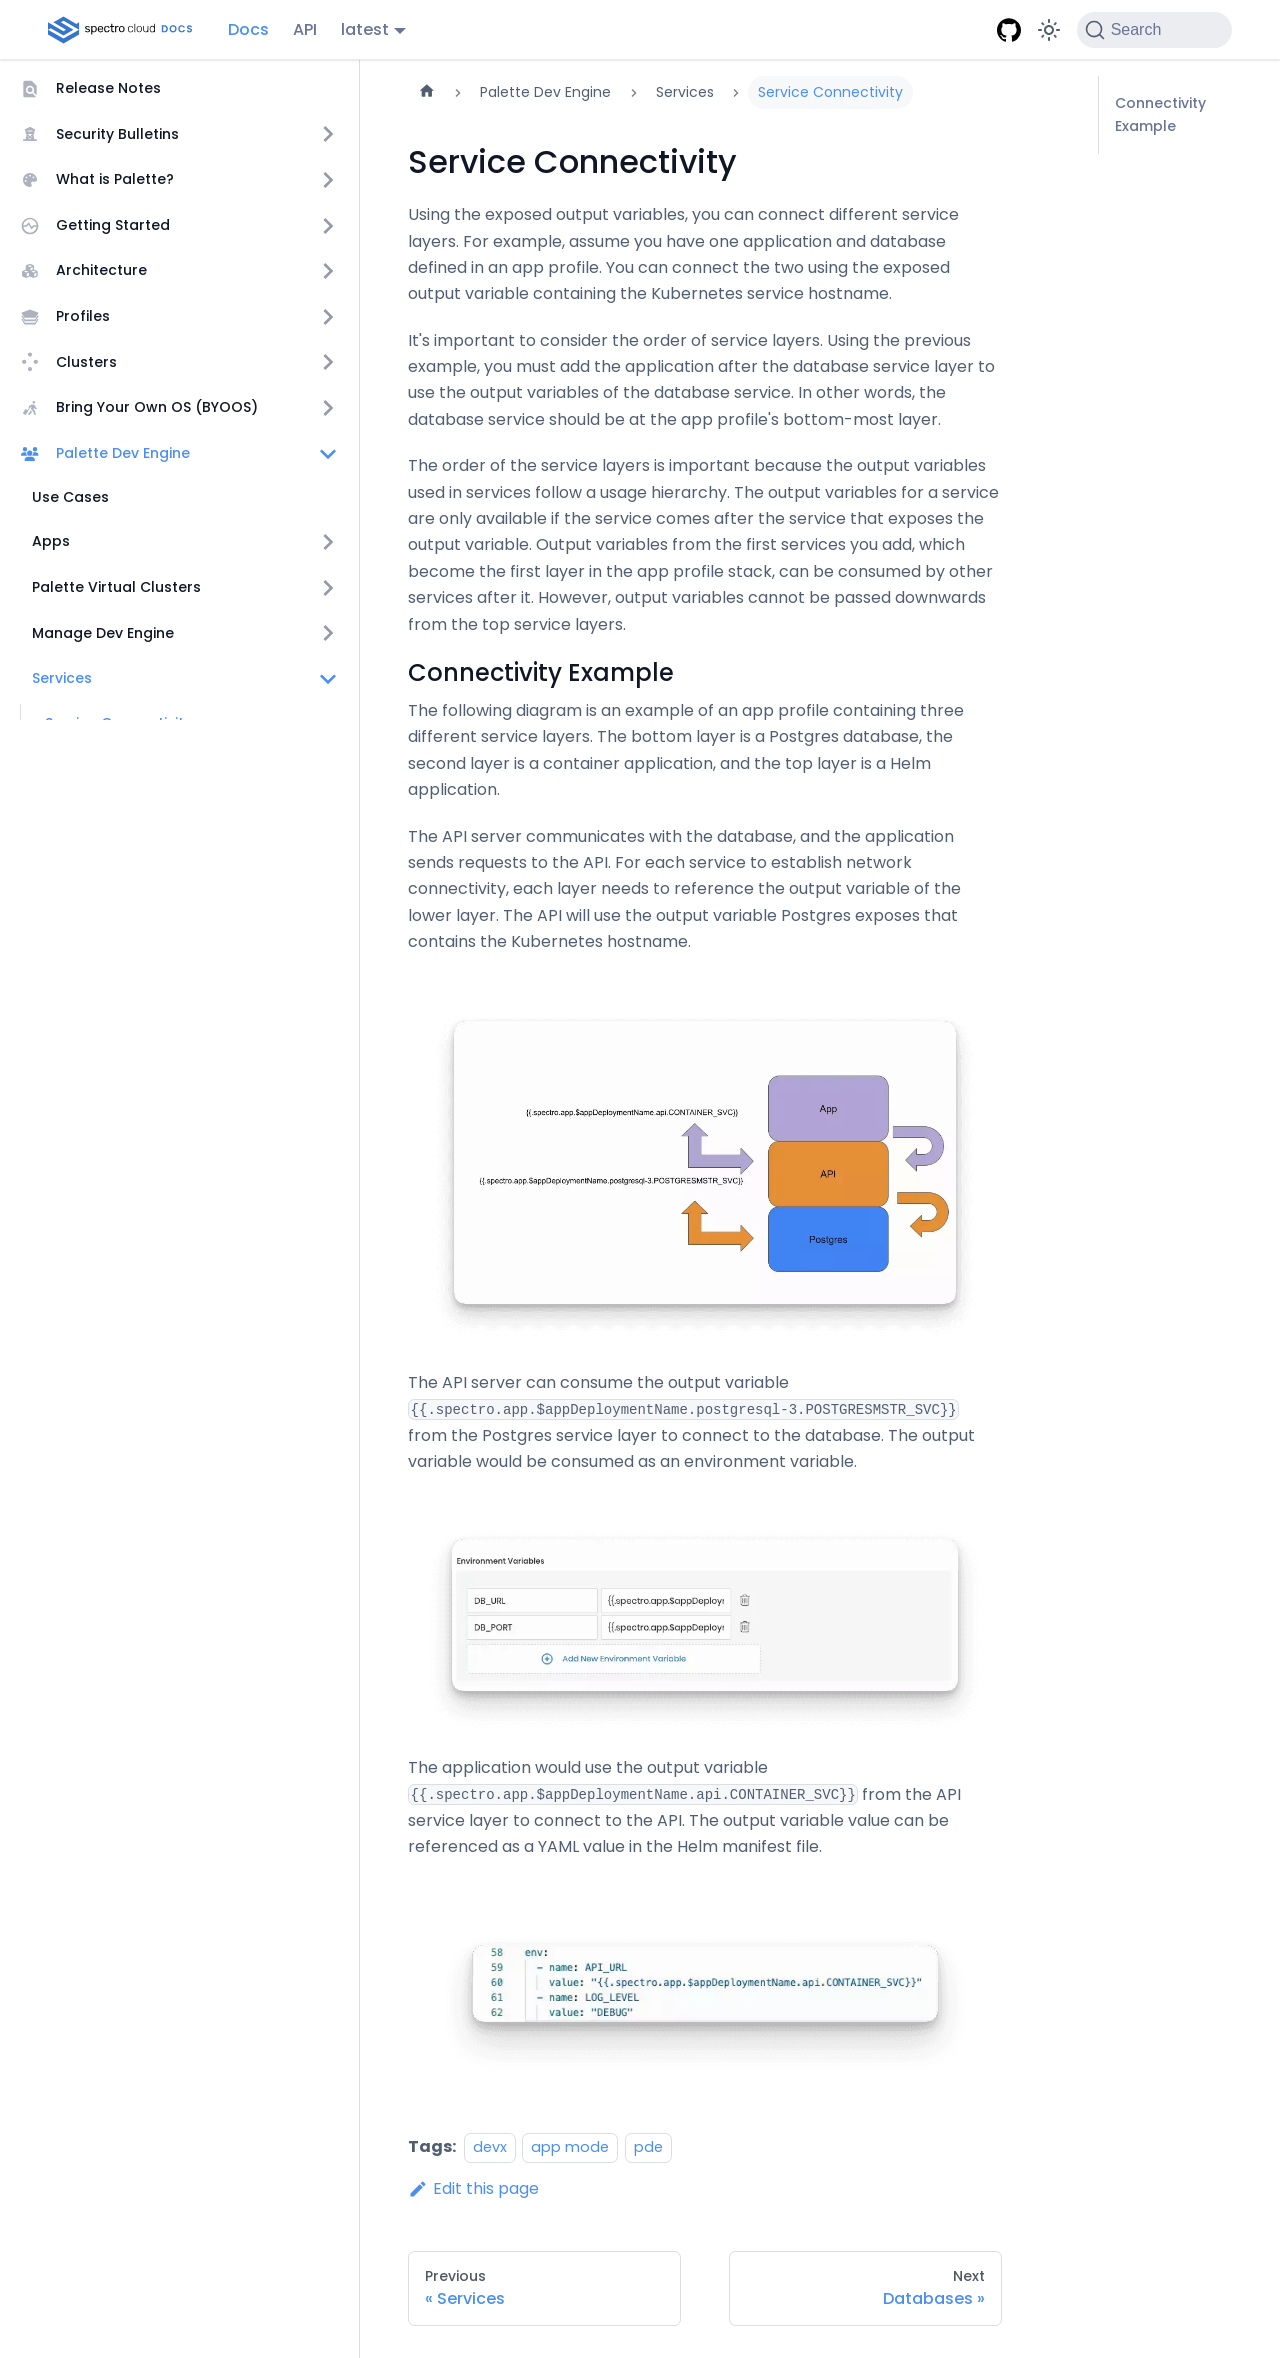 spectro cloud DOCS
Docs
API
latest
Search
Release Notes
Security Bulletins
What is Palette?
Getting Started
Architecture
Profiles
Clusters
Bring Your Own OS (BYOOS)
Palette Dev Engine
Use Cases
Apps
Palette Virtual Clusters
Manage Dev Engine
Services
Service Connectivity
Palette Dev Engine
Services
Service Connectivity
Connectivity
Example
Service Connectivity
Using the exposed output variables, you can connect different service
layers. For example, assume you have one application and database
defined in an app profile. You can connect the two using the exposed
output variable containing the Kubernetes service hostname.
It's important to consider the order of service layers. Using the previous
example, you must add the application after the database service layer to
use the output variables of the database service. In other words, the
database service should be at the app profile's bottom-most layer.
The order of the service layers is important because the output variables
used in services follow a usage hierarchy. The output variables for a service
are only available if the service comes after the service that exposes the
output variable. Output variables from the first services you add, which
become the first layer in the app profile stack, can be consumed by other
services after it. However, output variables cannot be passed downwards
from the top service layers.
Connectivity Example
The following diagram is an example of an app profile containing three
different service layers. The bottom layer is a Postgres database, the
second layer is a container application, and the top layer is a Helm
application.
The API server communicates with the database, and the application
sends requests to the API. For each service to establish network
connectivity, each layer needs to reference the output variable of the
lower layer. The API will use the output variable Postgres exposes that
contains the Kubernetes hostname.
App
{{.spectro.app.$appDeploymentName.api.CONTAINER_SVC}}
API
{{.spectro.app.$appDeploymentName.postgresql-3.POSTGRESMSTR_SVC}}
Postgres
The API server can consume the output variable
{{.spectro.app.$appDeploymentName.postgresql-3.POSTGRESMSTR_SVC}}
from the Postgres service layer to connect to the database. The output
variable would be consumed as an environment variable.
Environment Variables
DB_URL {{.spectro.app.$appDeployı
DB_PORT {{.spectro.app.$appDeployı
Add New Environment Variable
The application would use the output variable
{{.spectro.app.$appDeploymentName.api.CONTAINER_SVC}} from the API
service layer to connect to the API. The output variable value can be
referenced as a YAML value in the Helm manifest file.
58 env:
59 - name: API_URL
60 value: "{{.spectro.app.$appDeploymentName.api.CONTAINER_SVC}}"
61 - name: LOG_LEVEL
62 value: "DEBUG"
Tags: devx app mode pde
Edit this page
Previous
« Services
Next
Databases »